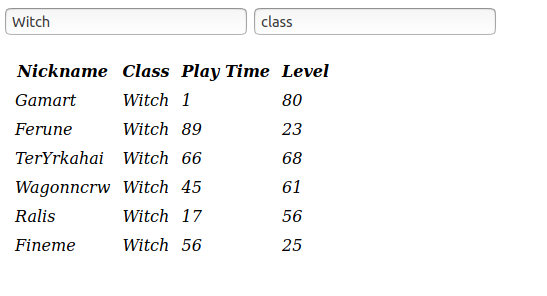 Witch class
Nickname Class Play Time Level
Gamart Witch 1 80
Ferune Witch 89 23
TerYrkahai Witch 66 68
Wagonncrw Witch 45 61
Ralis Witch 17 56
Fineme Witch 56 25